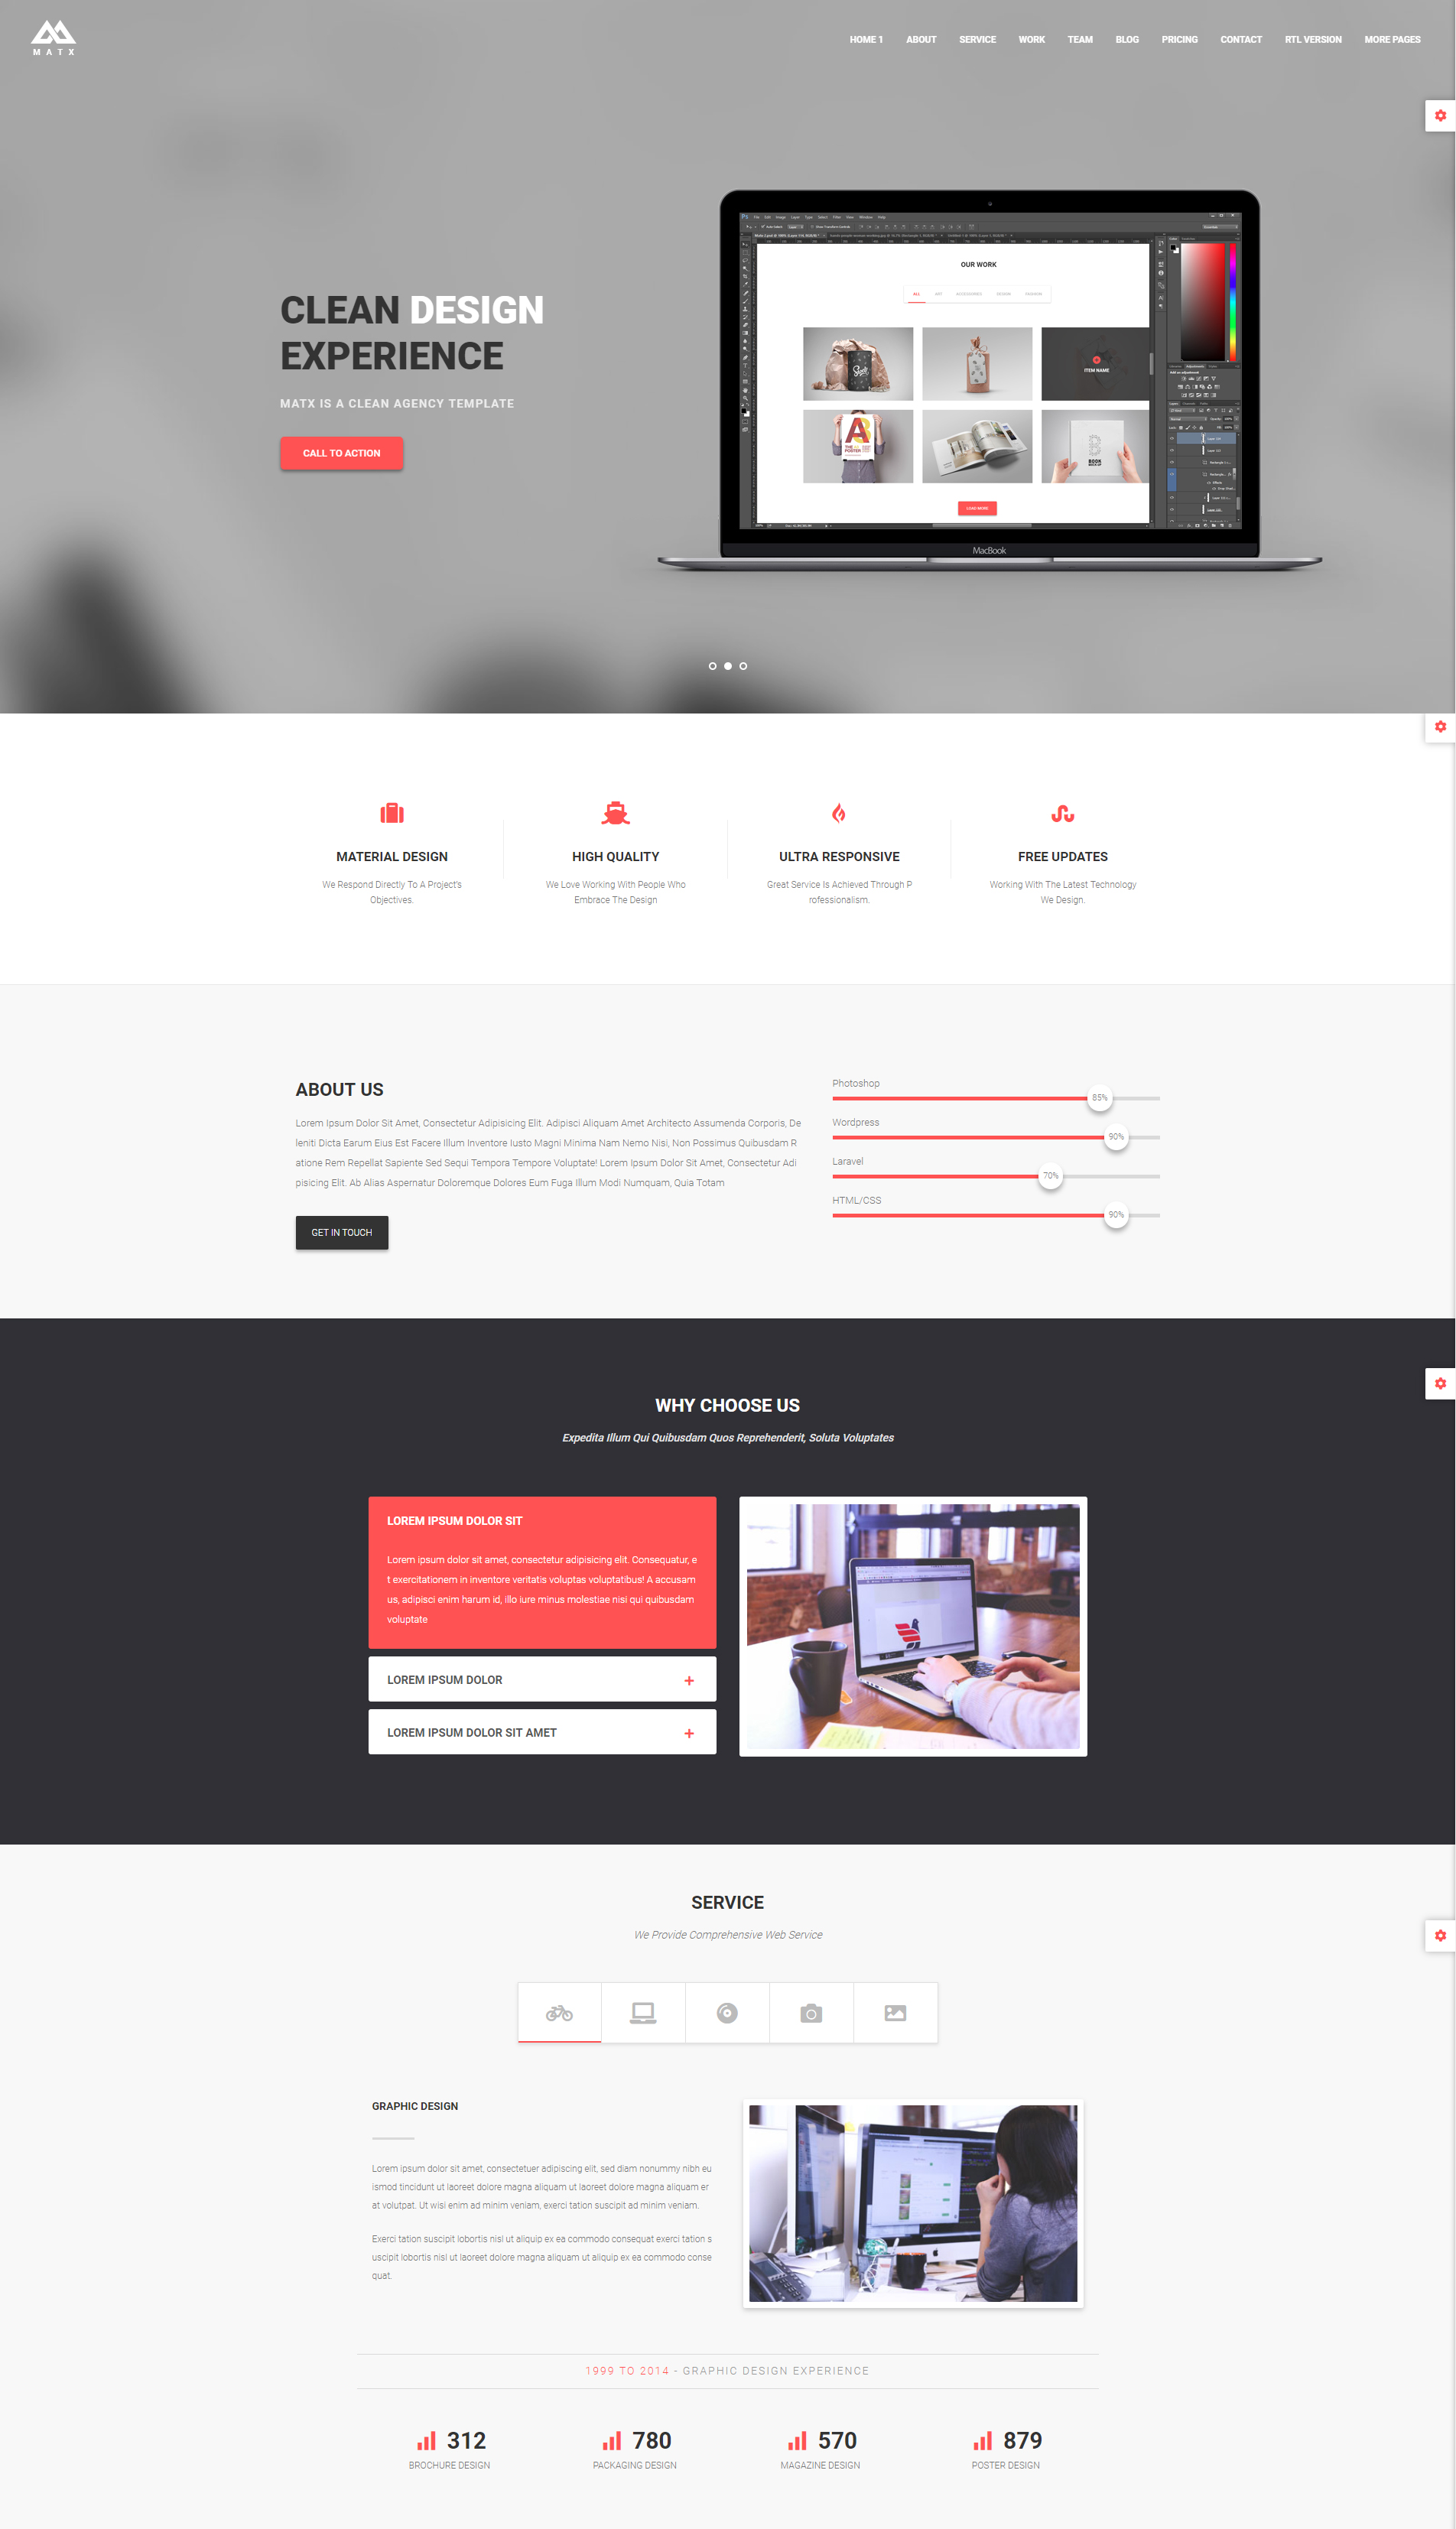 MATX
HOME 1 ABOUT SERVICE WORK TEAM BLOG PRICING CONTACT RTL VERSION MORE PAGES
CLEAN DESIGN
EXPERIENCE
MATX IS A CLEAN AGENCY TEMPLATE
CALL TO ACTION
OUR WORK
ALL
ITEM NAME
LOAD MORE
MacBook
MATERIAL DESIGN
We Respond Directly To A Project's
Objectives.
HIGH QUALITY
We Love Working With People Who
Embrace The Design
ULTRA RESPONSIVE
Great Service Is Achieved Through P
rofessionalism.
FREE UPDATES
Working With The Latest Technology
We Design.
ABOUT US
Lorem Ipsum Dolor Sit Amet, Consectetur Adipisicing Elit. Adipisci Aliquam Amet Architecto Assumenda Corporis, De
leniti Dicta Earum Eius Est Facere Illum Inventore Iusto Magni Minima Nam Nemo Nisi, Non Possimus Quibusdam R
atione Rem Repellat Sapiente Sed Sequi Tempora Tempore Voluptate! Lorem Ipsum Dolor Sit Amet, Consectetur Adi
pisicing Elit. Ab Alias Aspernatur Doloremque Dolores Eum Fuga Illum Modi Numquam, Quia Totam
GET IN TOUCH
Photoshop
85%
Wordpress
90%
Laravel
70%
HTML/CSS
90%
WHY CHOOSE US
Expedita Illum Qui Quibusdam Quos Reprehenderit, Soluta Voluptates
LOREM IPSUM DOLOR SIT
Lorem ipsum dolor sit amet, consectetur adipisicing elit. Consequatur, e
t exercitationem in inventore veritatis voluptas voluptatibus! A accusam
us, adipisci enim harum id, illo iure minus molestiae nisi qui quibusdam
voluptate
LOREM IPSUM DOLOR +
LOREM IPSUM DOLOR SIT AMET +
SERVICE
We Provide Comprehensive Web Service
GRAPHIC DESIGN
Lorem ipsum dolor sit amet, consectetuer adipiscing elit, sed diam nonummy nibh eu
ismod tincidunt ut laoreet dolore magna aliquam ut laoreet dolore magna aliquam er
at volutpat. Ut wisi enim ad minim veniam, exerci tation suscipit ad minim veniam.
Exerci tation suscipit lobortis nisl ut aliquip ex ea commodo consequat exerci tation s
uscipit lobortis nisl ut laoreet dolore magna aliquam ut aliquip ex ea commodo conse
quat.
1999 TO 2014 - GRAPHIC DESIGN EXPERIENCE
312
BROCHURE DESIGN
780
PACKAGING DESIGN
570
MAGAZINE DESIGN
879
POSTER DESIGN